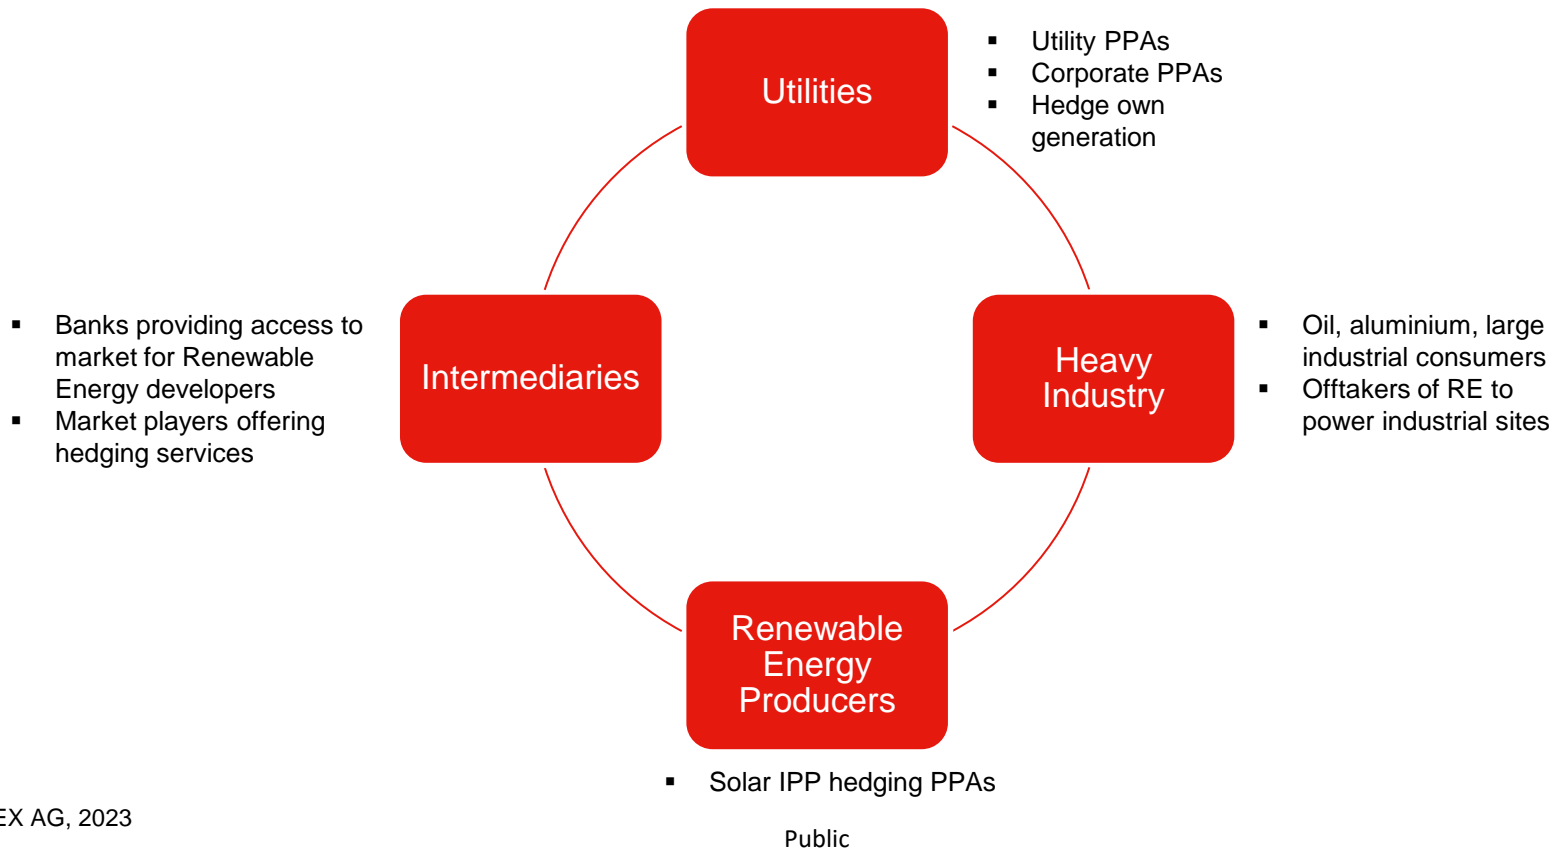 Utilities
▪ Utility PPAs
▪ Corporate PPAs
▪ Hedge own
generation
▪ Banks providing access to
market for Renewable
Energy developers
▪ Market players offering
hedging services
Intermediaries
Heavy
Industry
▪ Oil, aluminium, large
industrial consumers
▪ Offtakers of RE to
power industrial sites
Renewable
Energy
Producers
▪ Solar IPP hedging PPAs
EX AG, 2023
Public